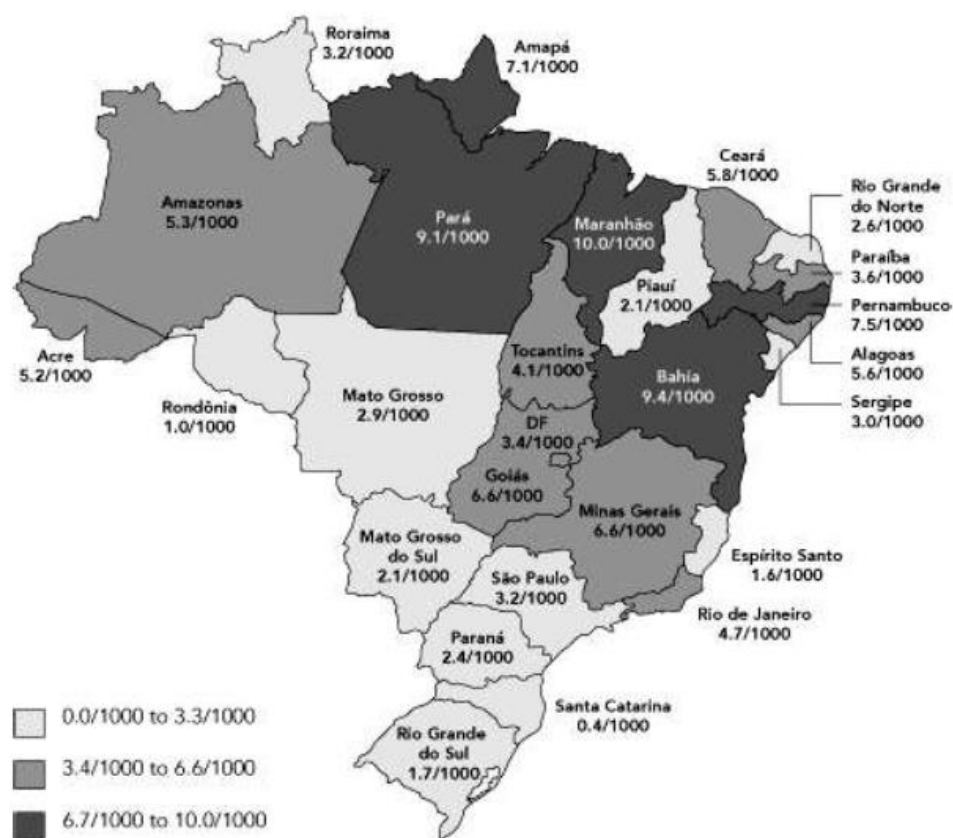 Roraima
3.2/1000
Amapá
7.1/1000
Ceará
5.8/1000
Rio Grande
do Norte
2.6/1000
Amazonas
5.3/1000
Pará
9.1/1000
Maranhão
10.0/1000
Paraíba
3.6/1000
Piauí
2.1/1000
Pernambuco
7.5/1000
Acre
5.2/1000
Tocantins
4.1/1000
Alagoas
5.6/1000
Rondônia
1.0/1000
Mato Grosso
2.9/1000
Bahia
9.4/1000
Sergipe
3.0/1000
DF
3.4/1000
Goiás
6.6/1000
Minas Gerais
6.6/1000
Mato Grosso
do Sul
2.1/1000
São Paulo
3.2/1000
Espírito Santo
1.6/1000
Rio de Janeiro
4.7/1000
Paraná
2.4/1000
Santa Catarina
0.4/1000
Rio Grande
do Sul
1.7/1000
0.0/1000 to 3.3/1000
3.4/1000 to 6.6/1000
6.7/1000 to 10.0/1000